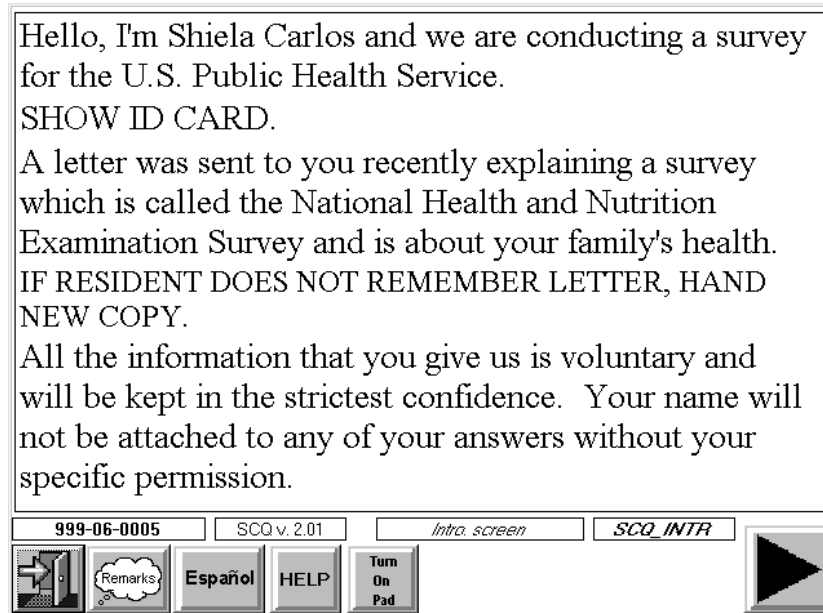 Hello, I'm Shiela Carlos and we are conducting a survey
for the U.S. Public Health Service.
SHOW ID CARD.
A letter was sent to you recently explaining a survey
which is called the National Health and Nutrition
Examination Survey and is about your family's health.
IF RESIDENT DOES NOT REMEMBER LETTER, HAND
NEW COPY.
All the information that you give us is voluntary and
will be kept in the strictest confidence.  Your name will
not be attached to any of your answers without your
specific permission.
999-06-0005 SCQ v. 2.01 Intro. screen SCQ_INTR
Remarks Español HELP Turn
On
Pad